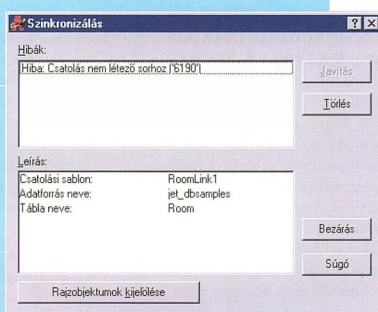 Szinkronizálás
Hibák:
Hiba: Csatolás nem létező sorhoz ('6190')
Javítás
Törlés
Leírás:
Csatolási sablon: RoomLink1
Adatforrás neve: jet_dbsamples
Tábla neve: Room
Bezárás
Súgó
Rajzobjektumok kijelölése